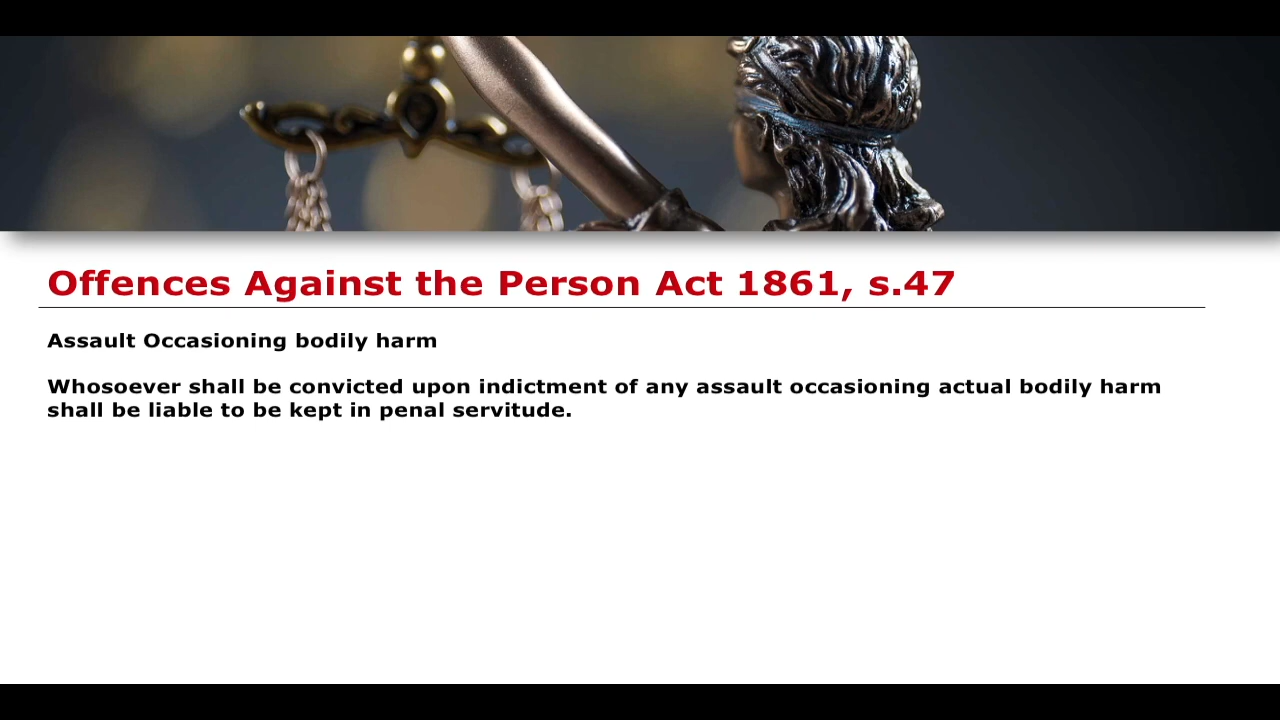 Offences Against the Person Act 1861, s.47
Assault Occasioning bodily harm
Whosoever shall be convicted upon indictment of any assault occasioning actual bodily harm
shall be liable to be kept in penal servitude.